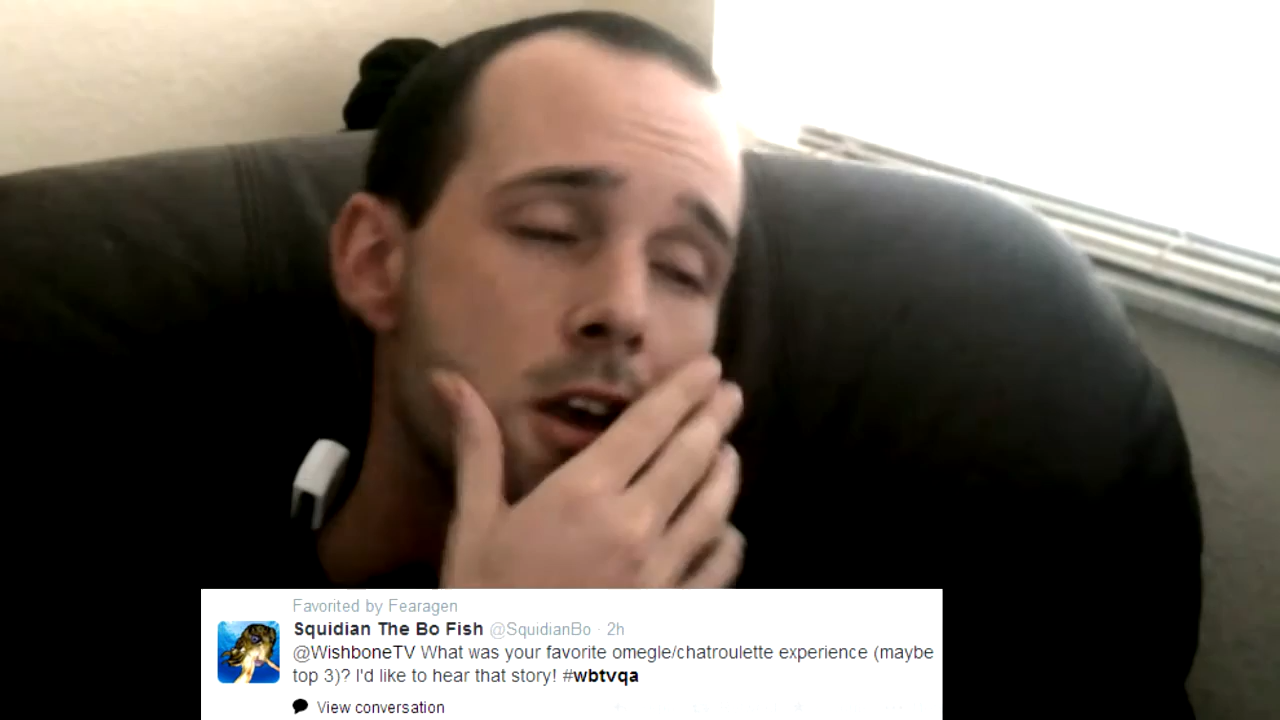 Favorited by Fearagen
Squidian The Bo Fish @SquidianBo · 2h
@WishboneTV What was your favorite omegle/chatroulette experience (maybe
top 3)? I'd like to hear that story! #wbtvqa
View conversation